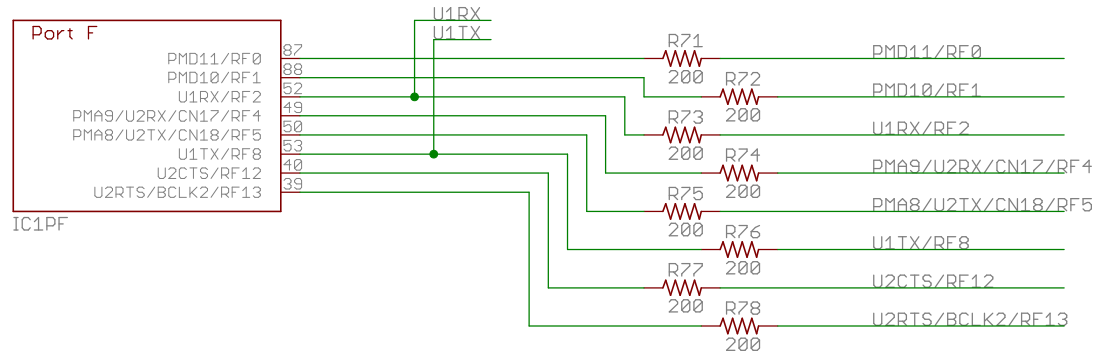 U1RX
U1TX
Port F
PMD11/RF0 87
PMD10/RF1 88
U1RX/RF2 52
PMA9/U2RX/CN17/RF4 49
PMA8/U2TX/CN18/RF5 50
U1TX/RF8 53
U2CTS/RF12 40
U2RTS/BCLK2/RF13 39
IC1PF
R71
200
PMD11/RF0
R72
200
PMD10/RF1
R73
200
U1RX/RF2
R74
200
PMA9/U2RX/CN17/RF4
R75
200
PMA8/U2TX/CN18/RF5
R76
200
U1TX/RF8
R77
200
U2CTS/RF12
R78
200
U2RTS/BCLK2/RF13